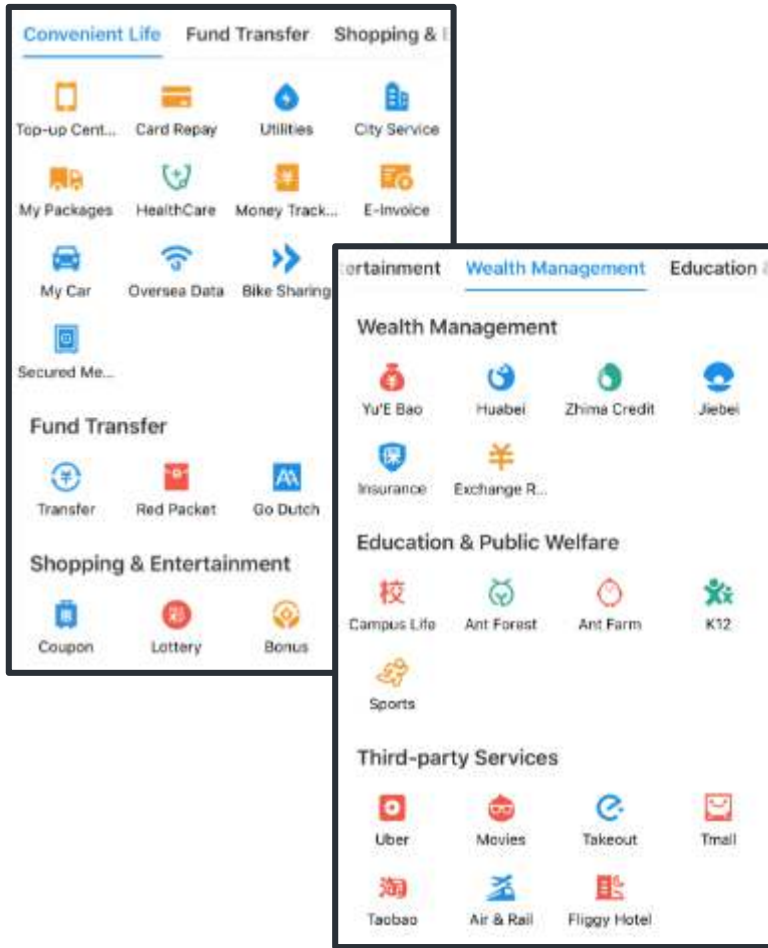 Convenient Life Fund Transfer Shopping &
Top-up Cent... Card Repay Utilities City Service
My Packages HealthCare Money Track... E-Invoice
My Car Oversea Data Bike Sharing
Secured Me...
Fund Transfer
Transfer Red Packet Go Dutch
Shopping & Entertainment
Coupon Lottery Bonus
ertainment Wealth Management Education &
Wealth Management
Yu'E Bao Huabei Zhima Credit Jiebei
保
Insurance Exchange R...
Education & Public Welfare
校
Campus Life Ant Forest Ant Farm K12
Sports
Third-party Services
Uber Movies Takeout Tmall
淘
Taobao Air & Rail Fliggy Hotel